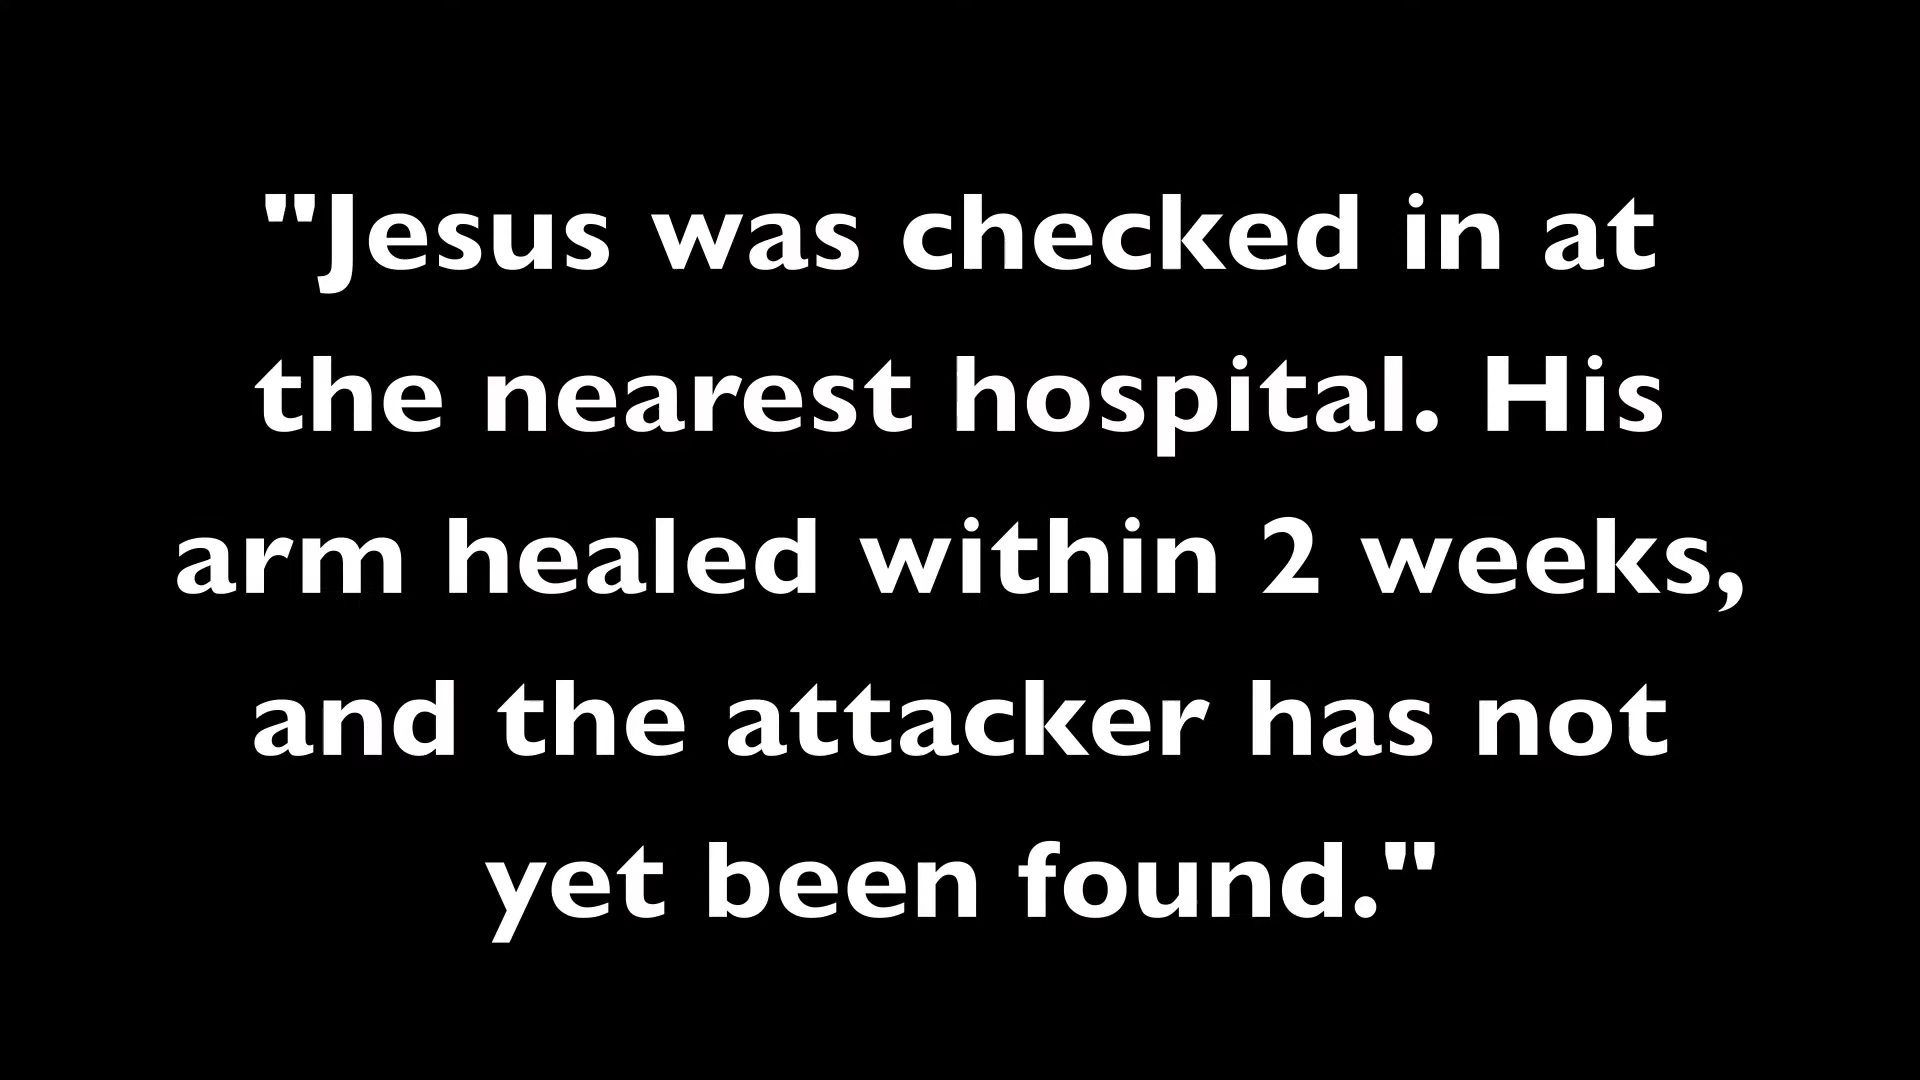 "Jesus was checked in at
the nearest hospital. His
arm healed within 2 weeks,
and the attacker has not
yet been found."